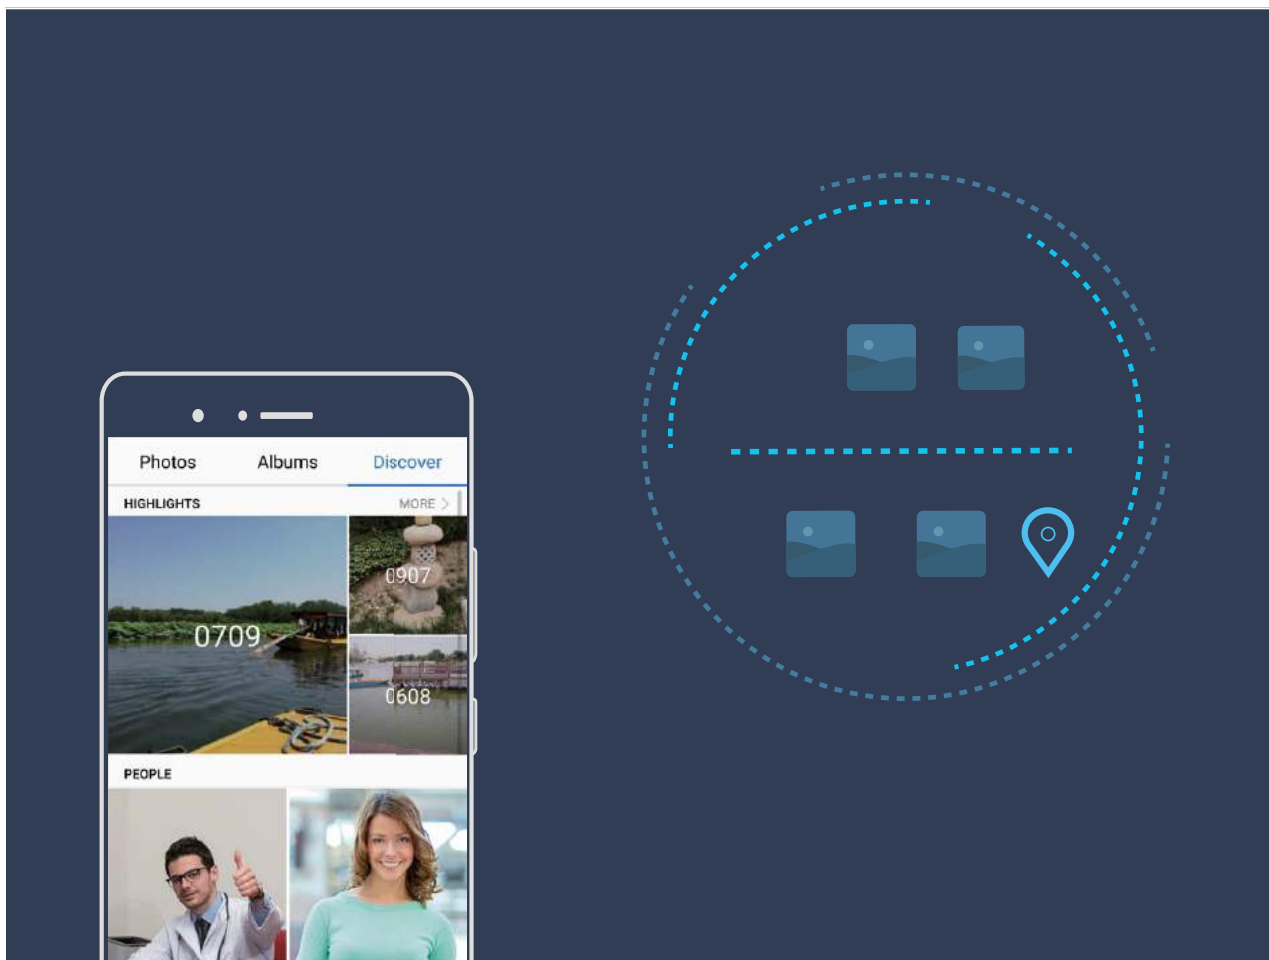 Photos Albums Discover
HIGHLIGHTS MORE >
0709
0907
0608
PEOPLE